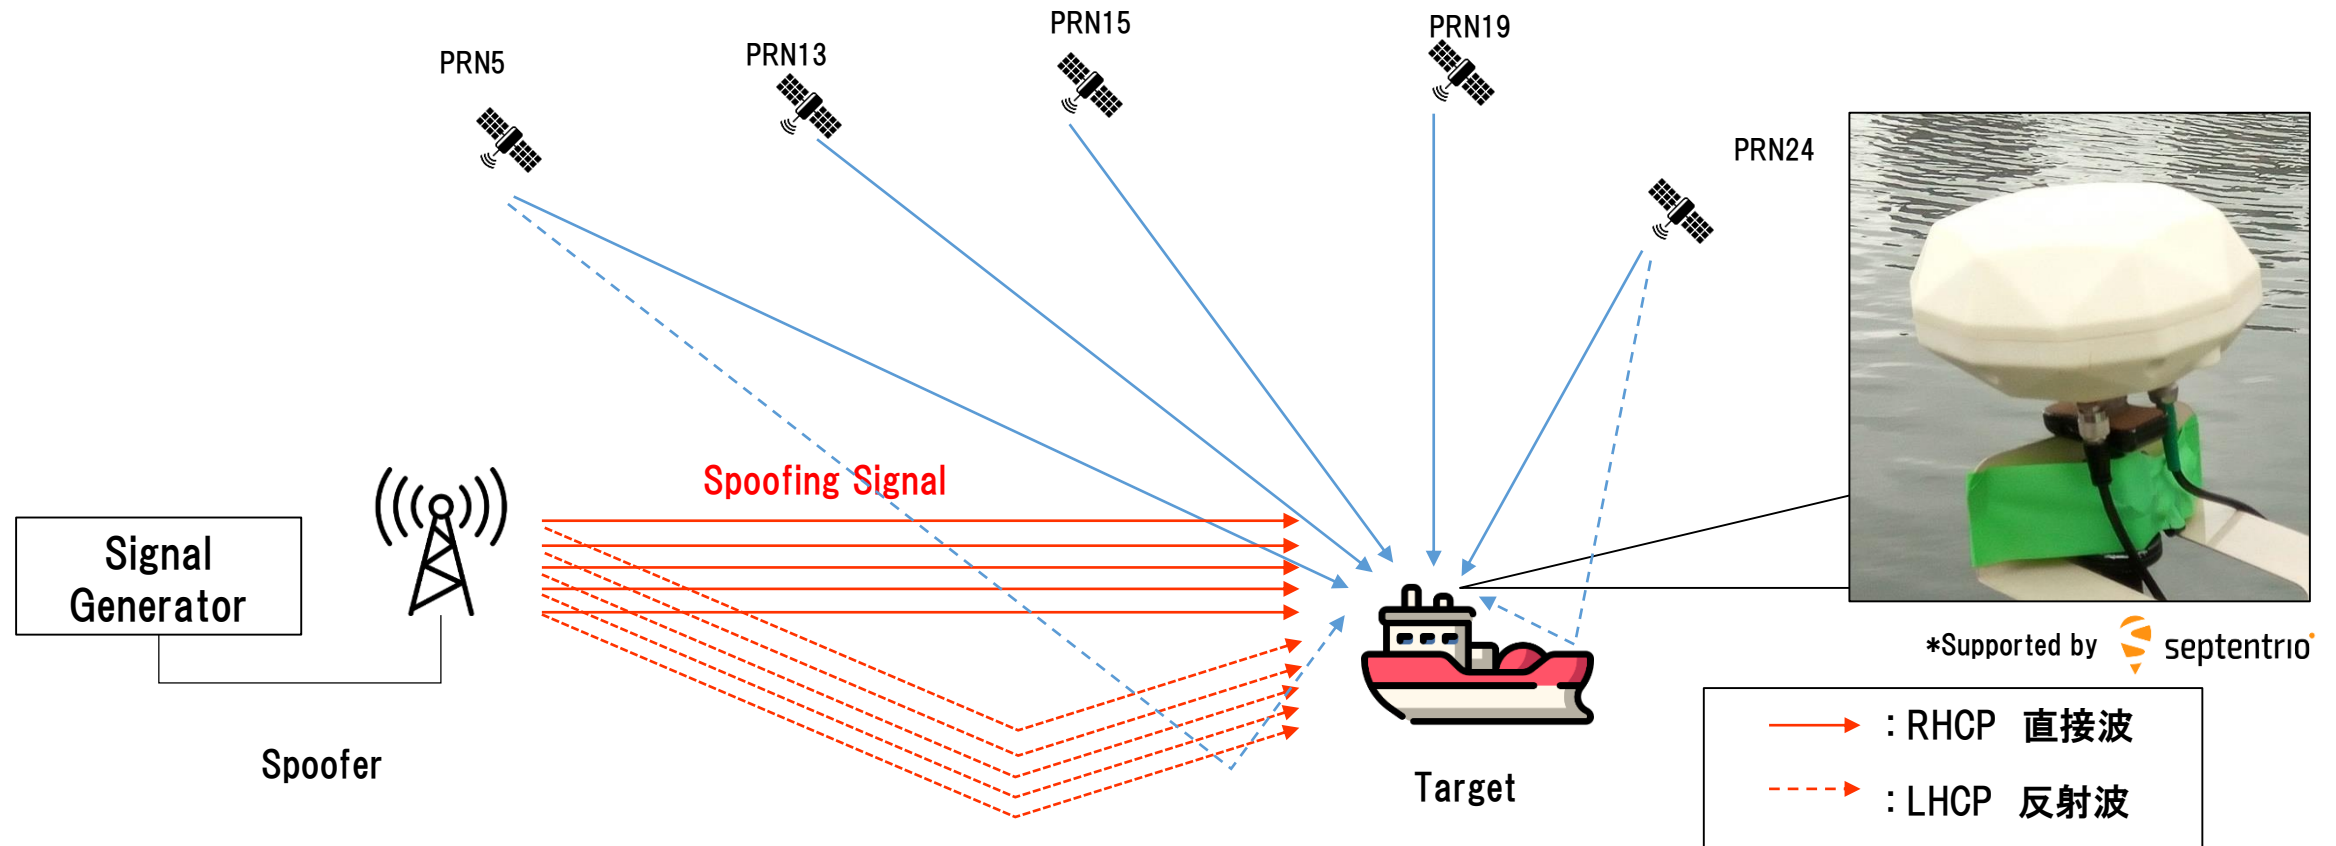 PRN5
PRN13
PRN15
PRN19
PRN24
Spoofing Signal
Signal
Generator
Spoofer
Target
*Supported by septentrio
:RHCP 直接波
:LHCP 反射波